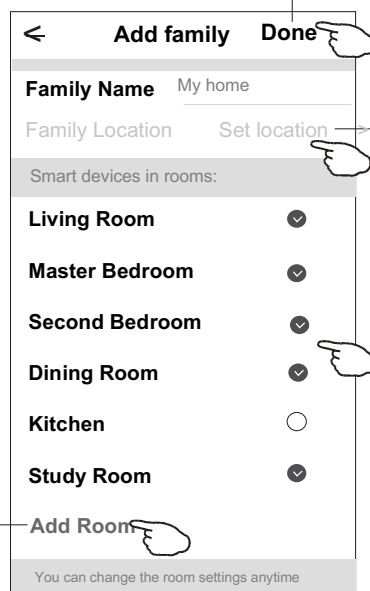 Add family Done
Family Name My home
Family Location Set location
Smart devices in rooms:
Living Room
Master Bedroom
Second Bedroom
Dining Room
Kitchen
Study Room
Add Room
You can change the room settings anytime